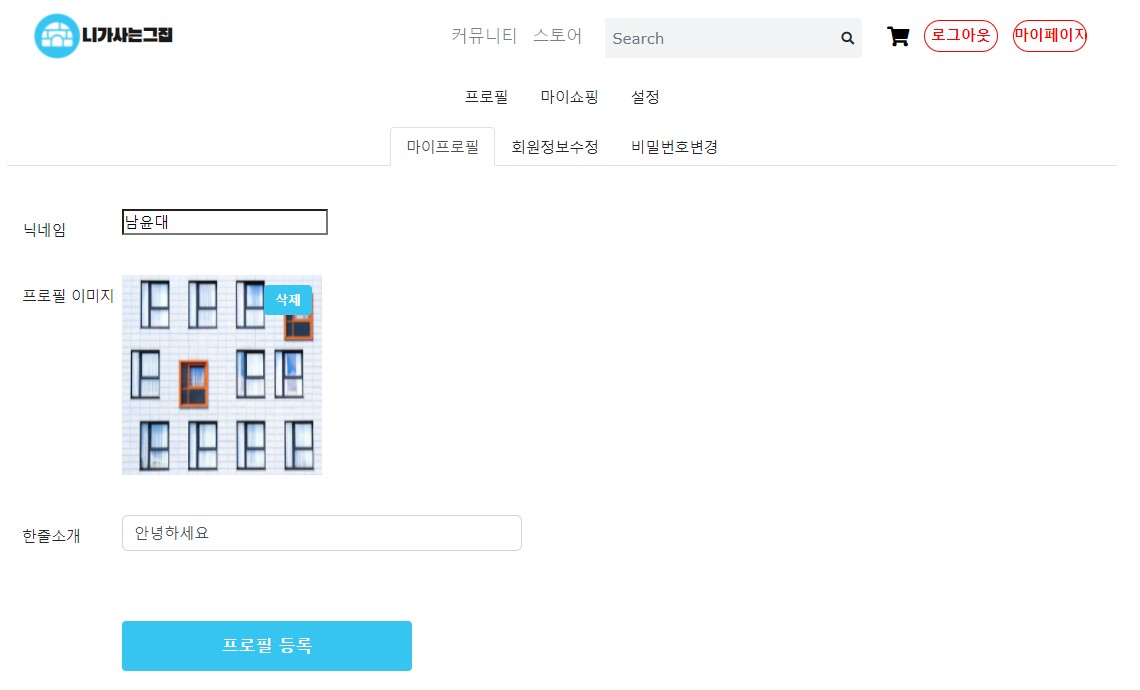 니가사는그집
커뮤니티 스토어 Search 로그아웃 마이페이지
프로필 마이쇼핑 설정
마이프로필 회원정보수정 비밀번호변경
닉네임 남윤대
프로필 이미지 삭제
한줄소개 안녕하세요
프로필 등록